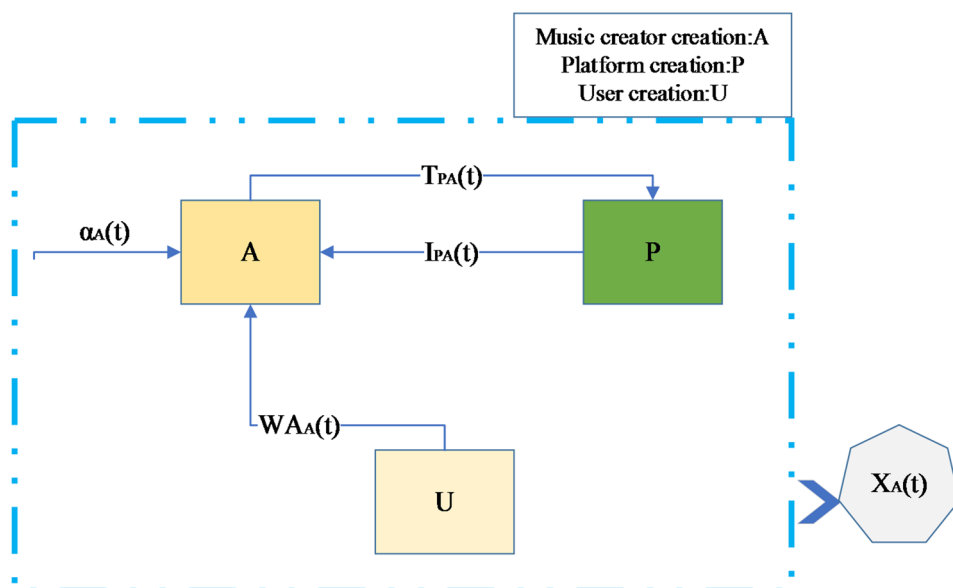 Music creator creation:A
Platform creation:P
User creation:U
TPA(t)
αA(t)
A
IPA(t)
P
WAA(t)
U
XA(t)